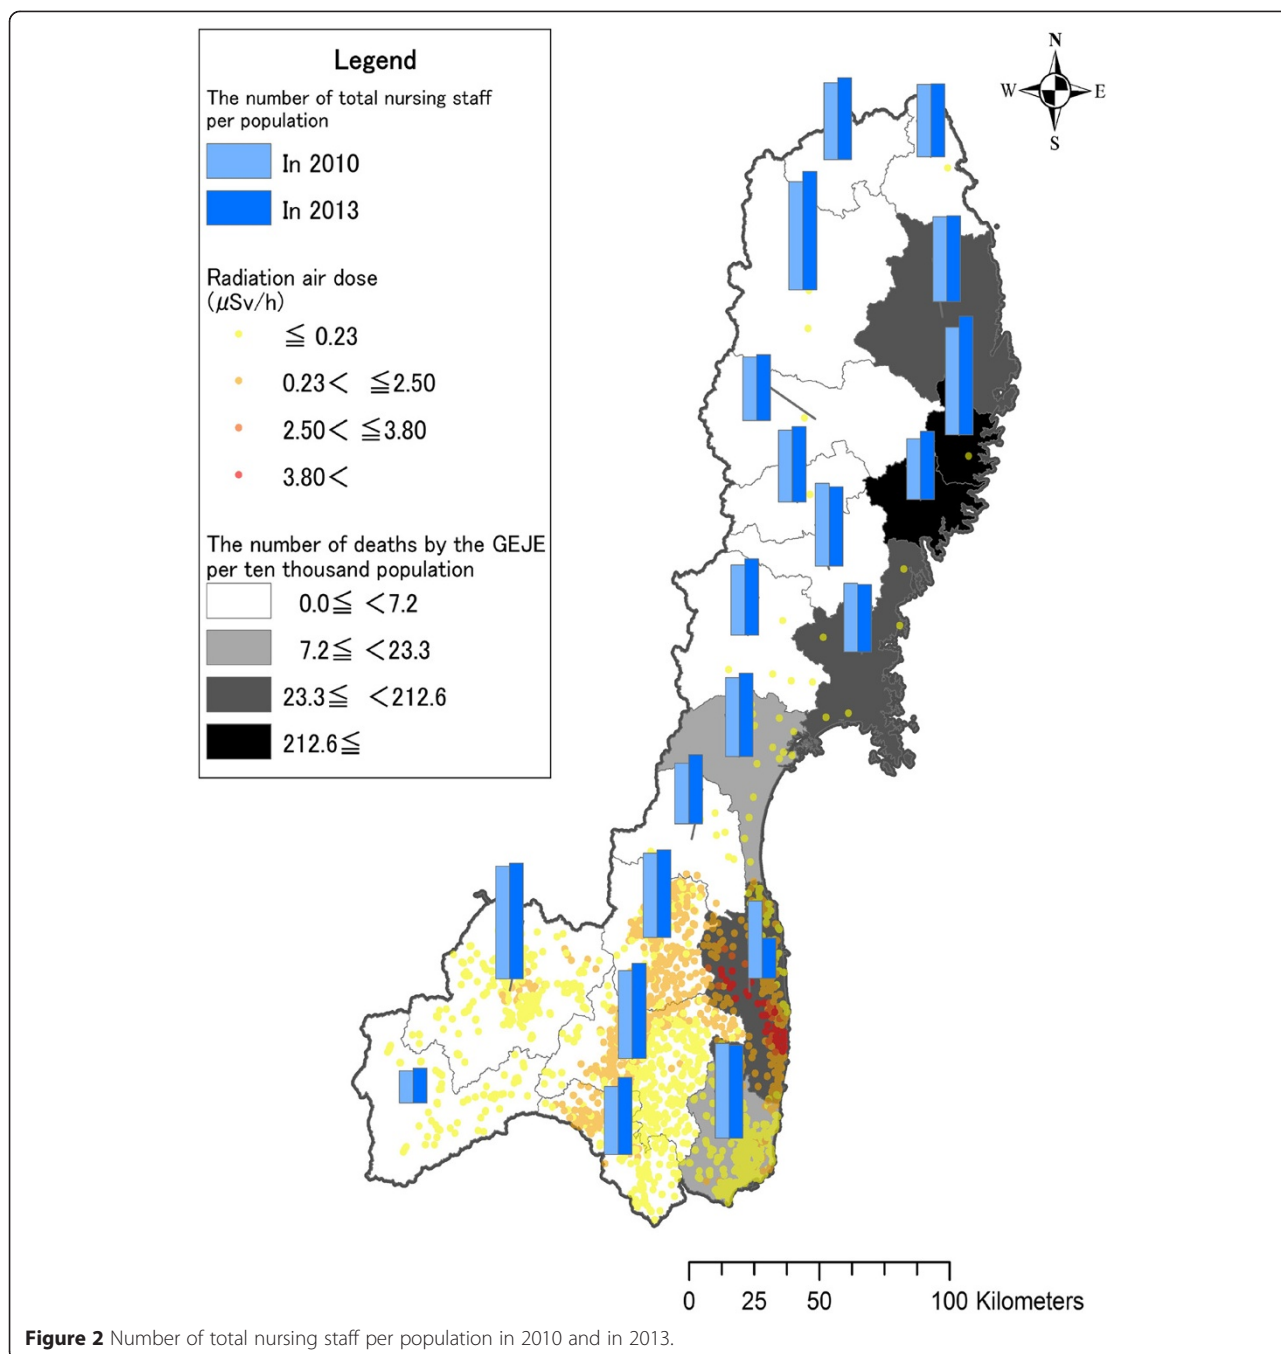 Legend
The number of total nursing staff
per population
In 2010
In 2013
Radiation air dose
(μSv/h)
≦ 0.23
0.23< ≦2.50
2.50< ≦3.80
3.80<
The number of deaths by the GEJE
per ten thousand population
0.0≦ <7.2
7.2≦ <23.3
23.3≦ <212.6
212.6≦
N
W E
S
0 25 50 100 Kilometers
Figure 2 Number of total nursing staff per population in 2010 and in 2013.